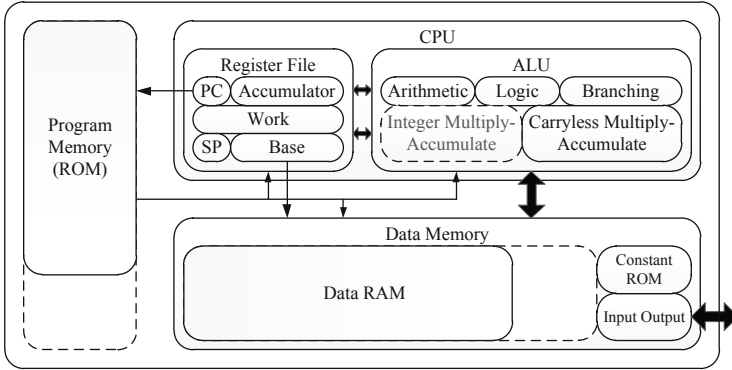 CPU
Register File
ALU
PC
Accumulator
Arithmetic
Logic
Branching
Work
Integer Multiply-
Accumulate
Carryless Multiply-
Accumulate
SP
Base
Program
Memory
(ROM)
Data Memory
Data RAM
Constant
ROM
Input Output